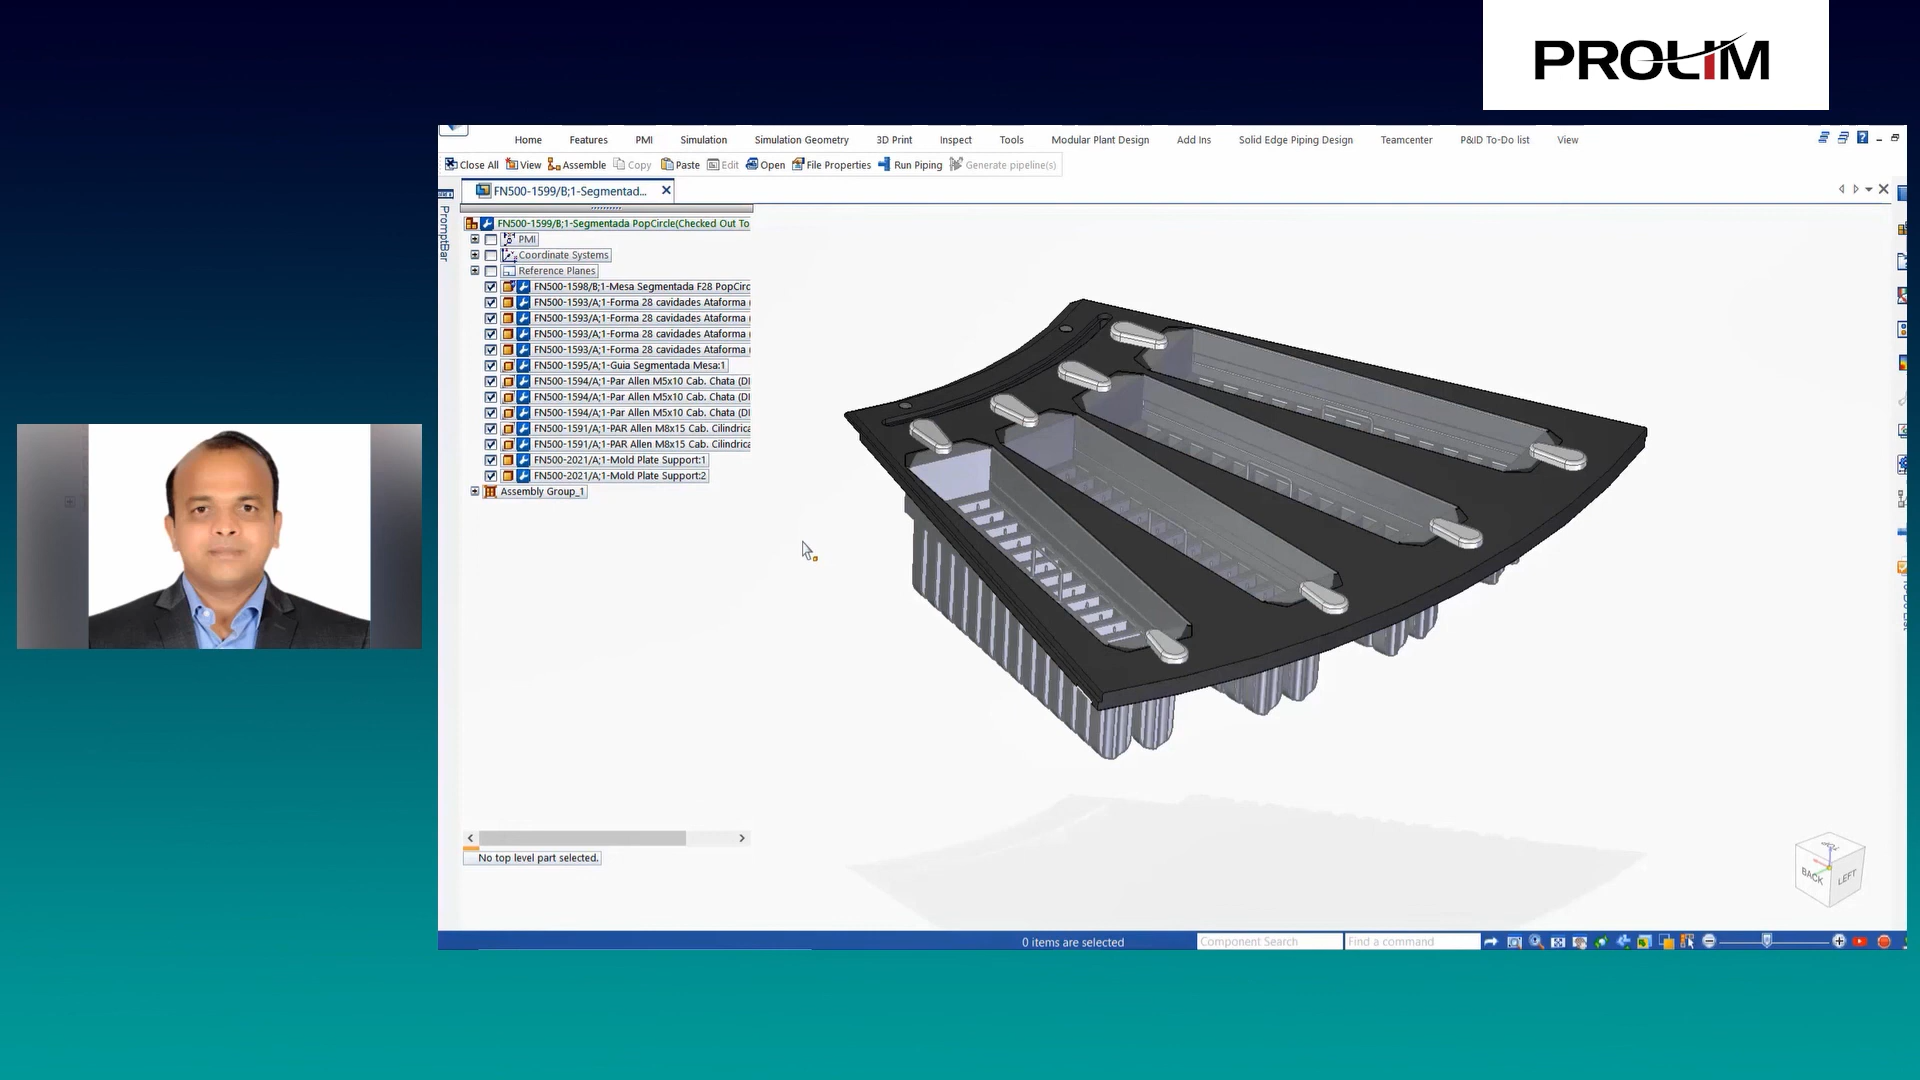 PROLIM
Home Features PMI Simulation Simulation Geometry 3D Print Inspect Tools Modular Plant Design Add Ins Solid Edge Piping Design Teamcenter P&ID To-Do list View
Close All View Assemble Copy Paste Edit Open File Properties Run Piping Generate pipeline(s)
FN500-1599/B;1-Segmentad...
PromptBar
FN500-1599/B;1-Segmentada PopCircle(Checked Out To
PMI
Coordinate Systems
Reference Planes
FN500-1598/B;1-Mesa Segmentada F28 PopCirc
FN500-1593/A;1-Forma 28 cavidades Ataforma (
FN500-1593/A;1-Forma 28 cavidades Ataforma (
FN500-1593/A;1-Forma 28 cavidades Ataforma (
FN500-1593/A;1-Forma 28 cavidades Ataforma (
FN500-1595/A;1-Guia Segmentada Mesa:1
FN500-1594/A;1-Par Allen M5x10 Cab. Chata (DI
FN500-1594/A;1-Par Allen M5x10 Cab. Chata (DI
FN500-1594/A;1-Par Allen M5x10 Cab. Chata (DI
FN500-1591/A;1-PAR Allen M8x15 Cab. Cilindrica
FN500-1591/A;1-PAR Allen M8x15 Cab. Cilindrica
FN500-2021/A;1-Mold Plate Support:1
FN500-2021/A;1-Mold Plate Support:2
Assembly Group_1
No top level part selected.
TOP
BACK LEFT
0 items are selected Component Search Find a command